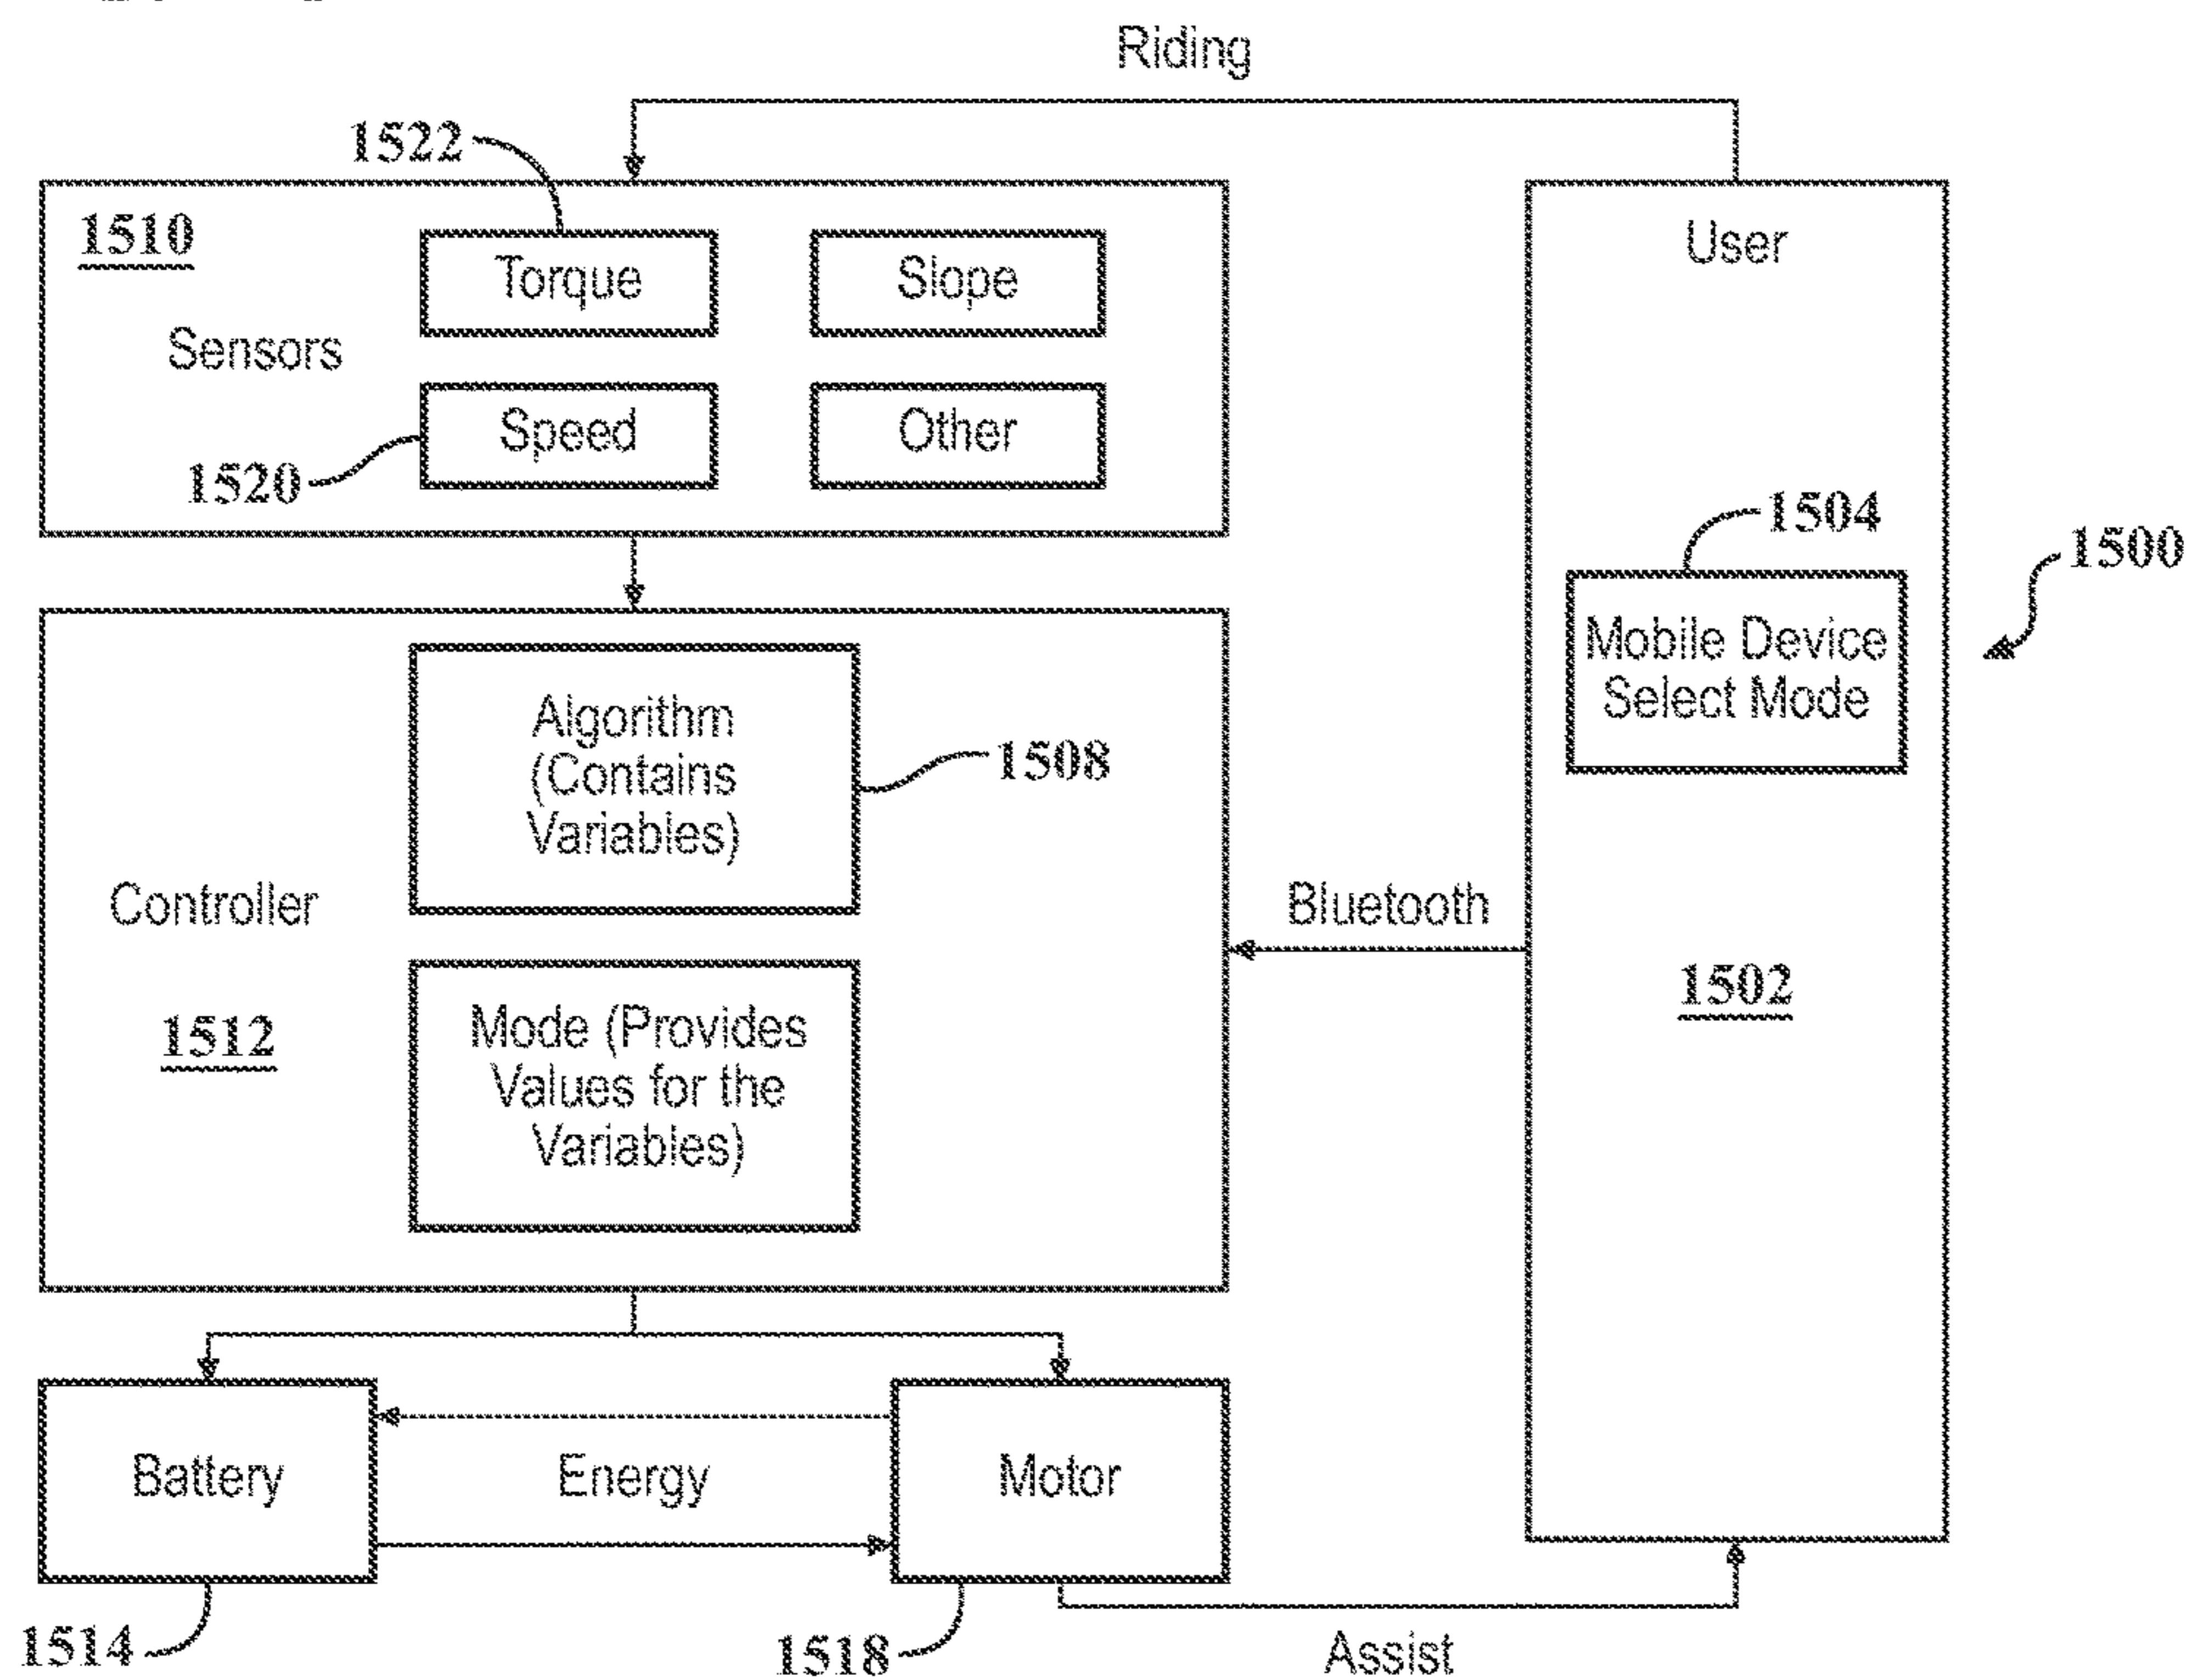 Riding
1522
1510
Torque
Slope
User
Sensors
Speed
Other
1520
1504
1500
Mobile Device
Select Mode
Algorithm
(Contains
Variables)
1508
Controller
Bluetooth
1502
1512
Mode (Provides
Values for the
Variables)
Battery
Energy
Motor
1514
1518
Assist